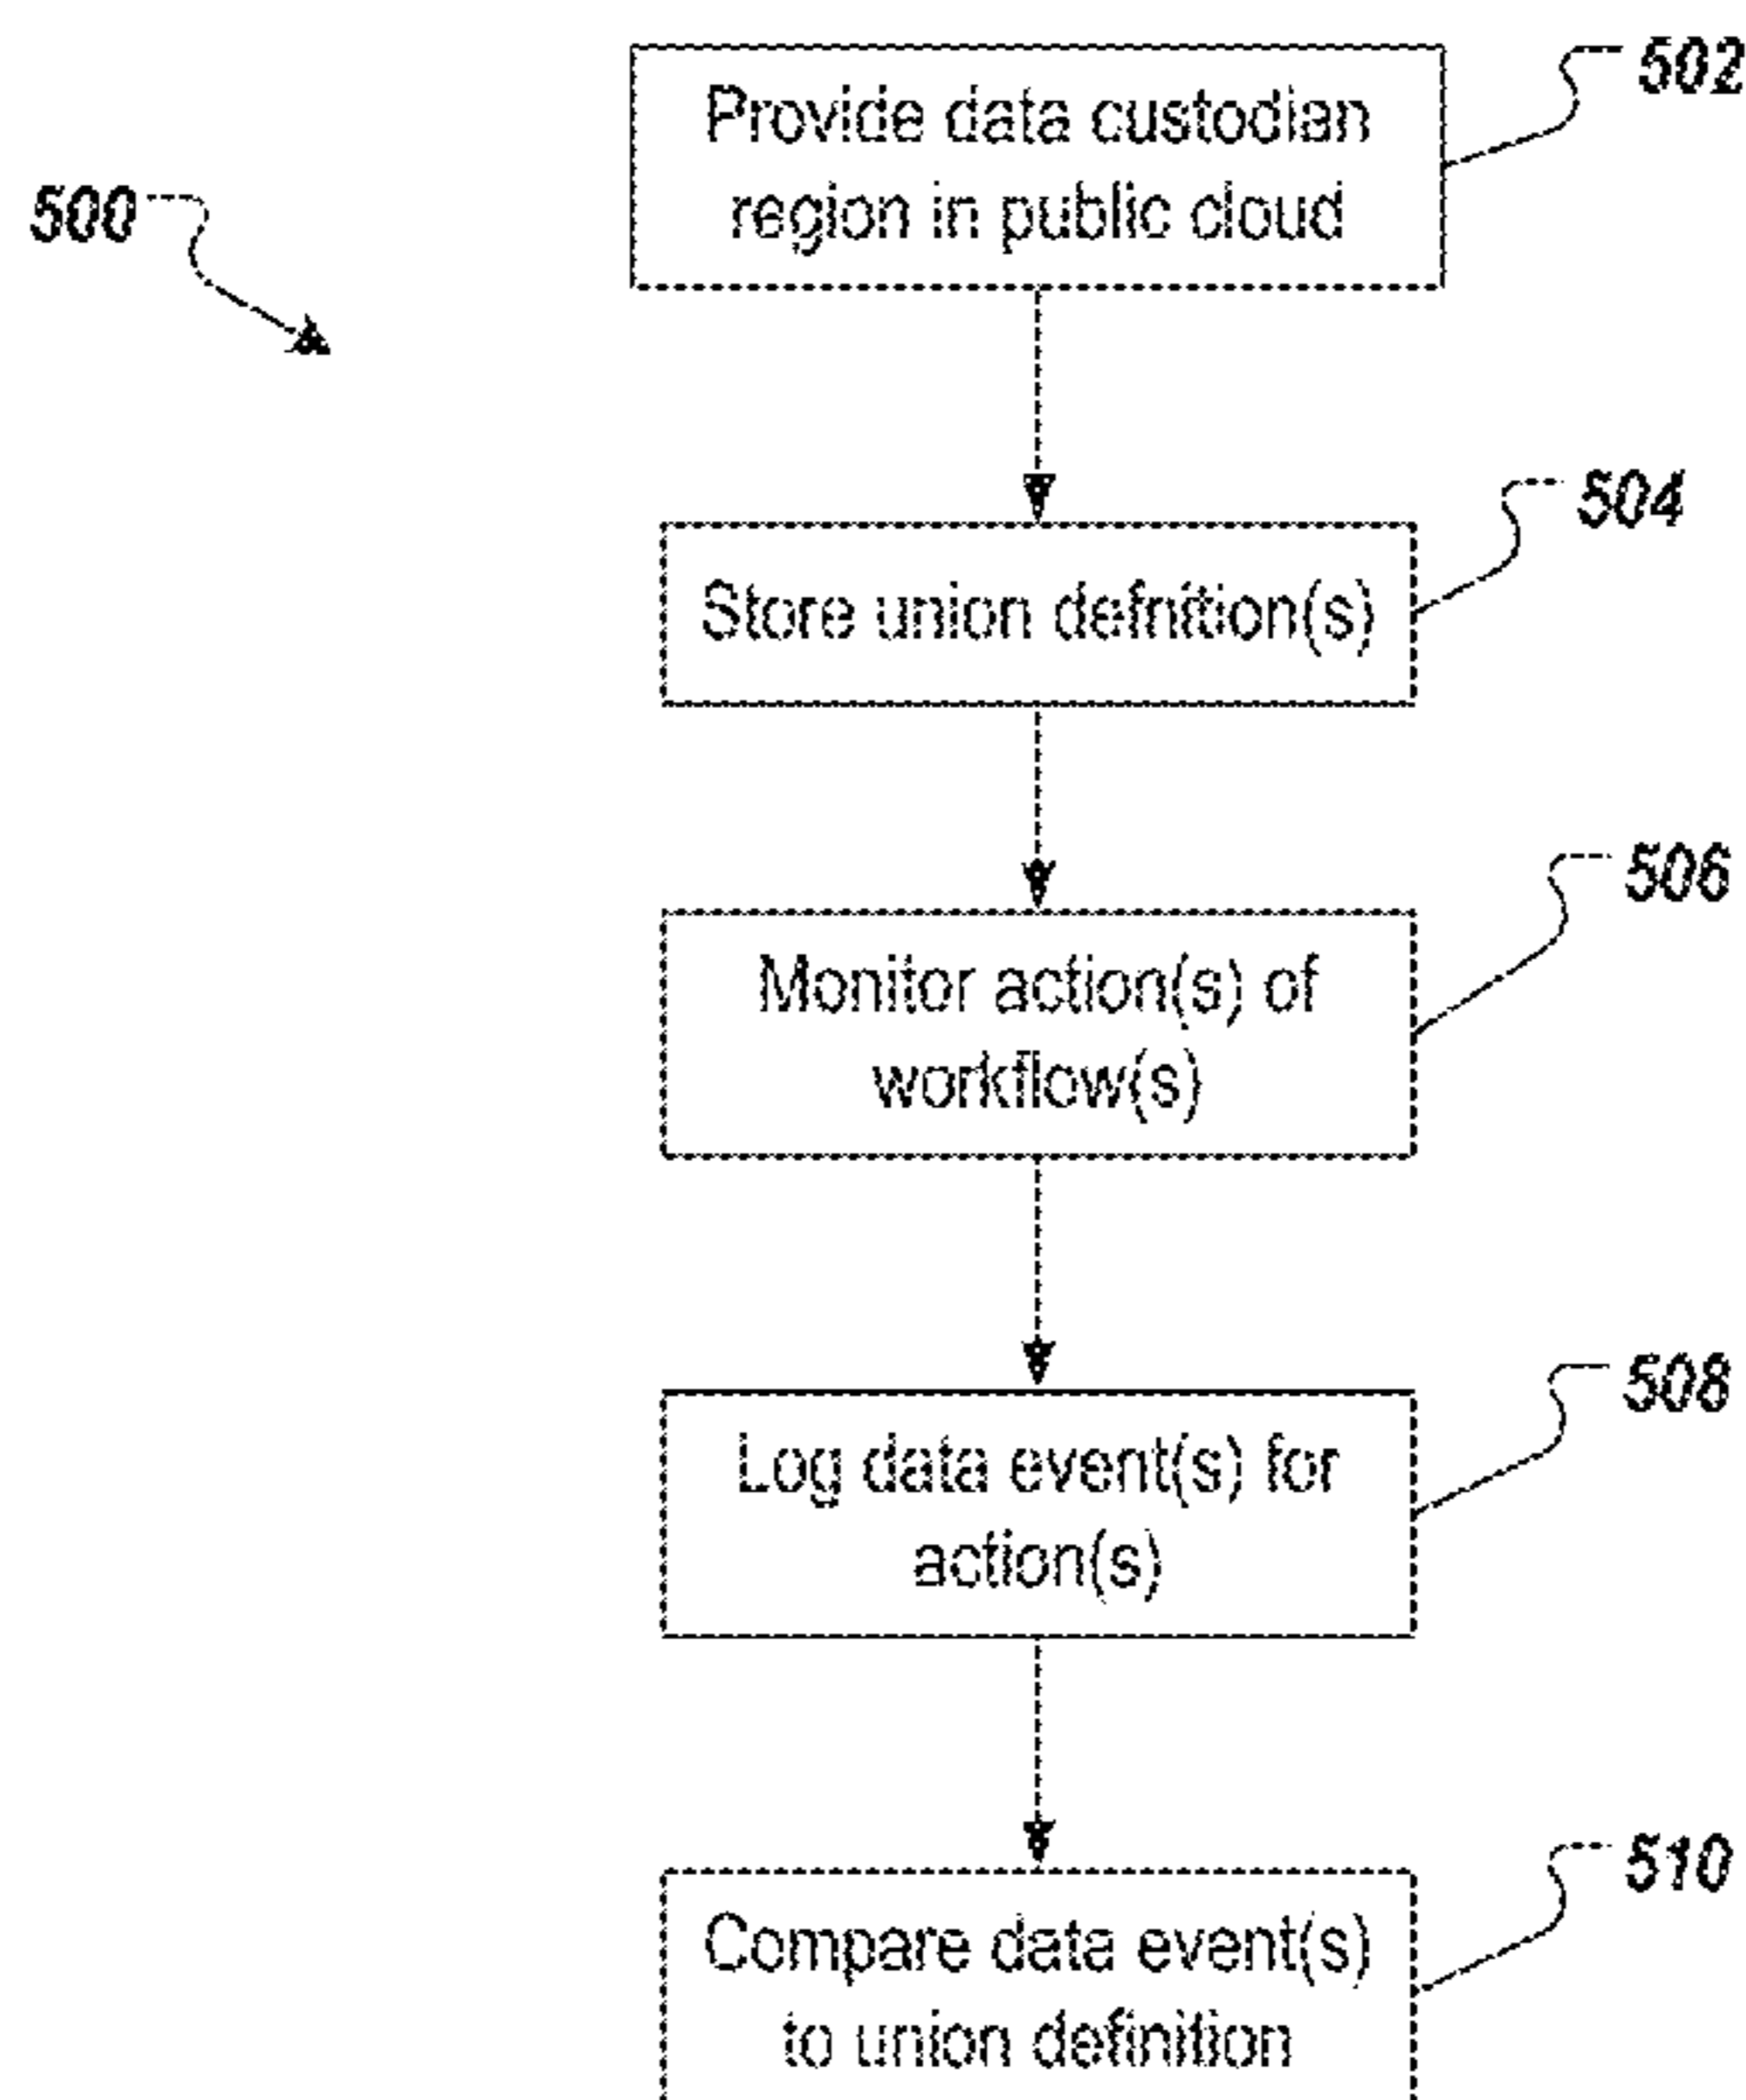 502
Provide data custodian
region in public cloud
500
504
Store union defnition(s)
506
Monitor action(s) of
workflow(s)
508
Log data event(s) for
action(s)
510
Compare data event(s)
to union definition